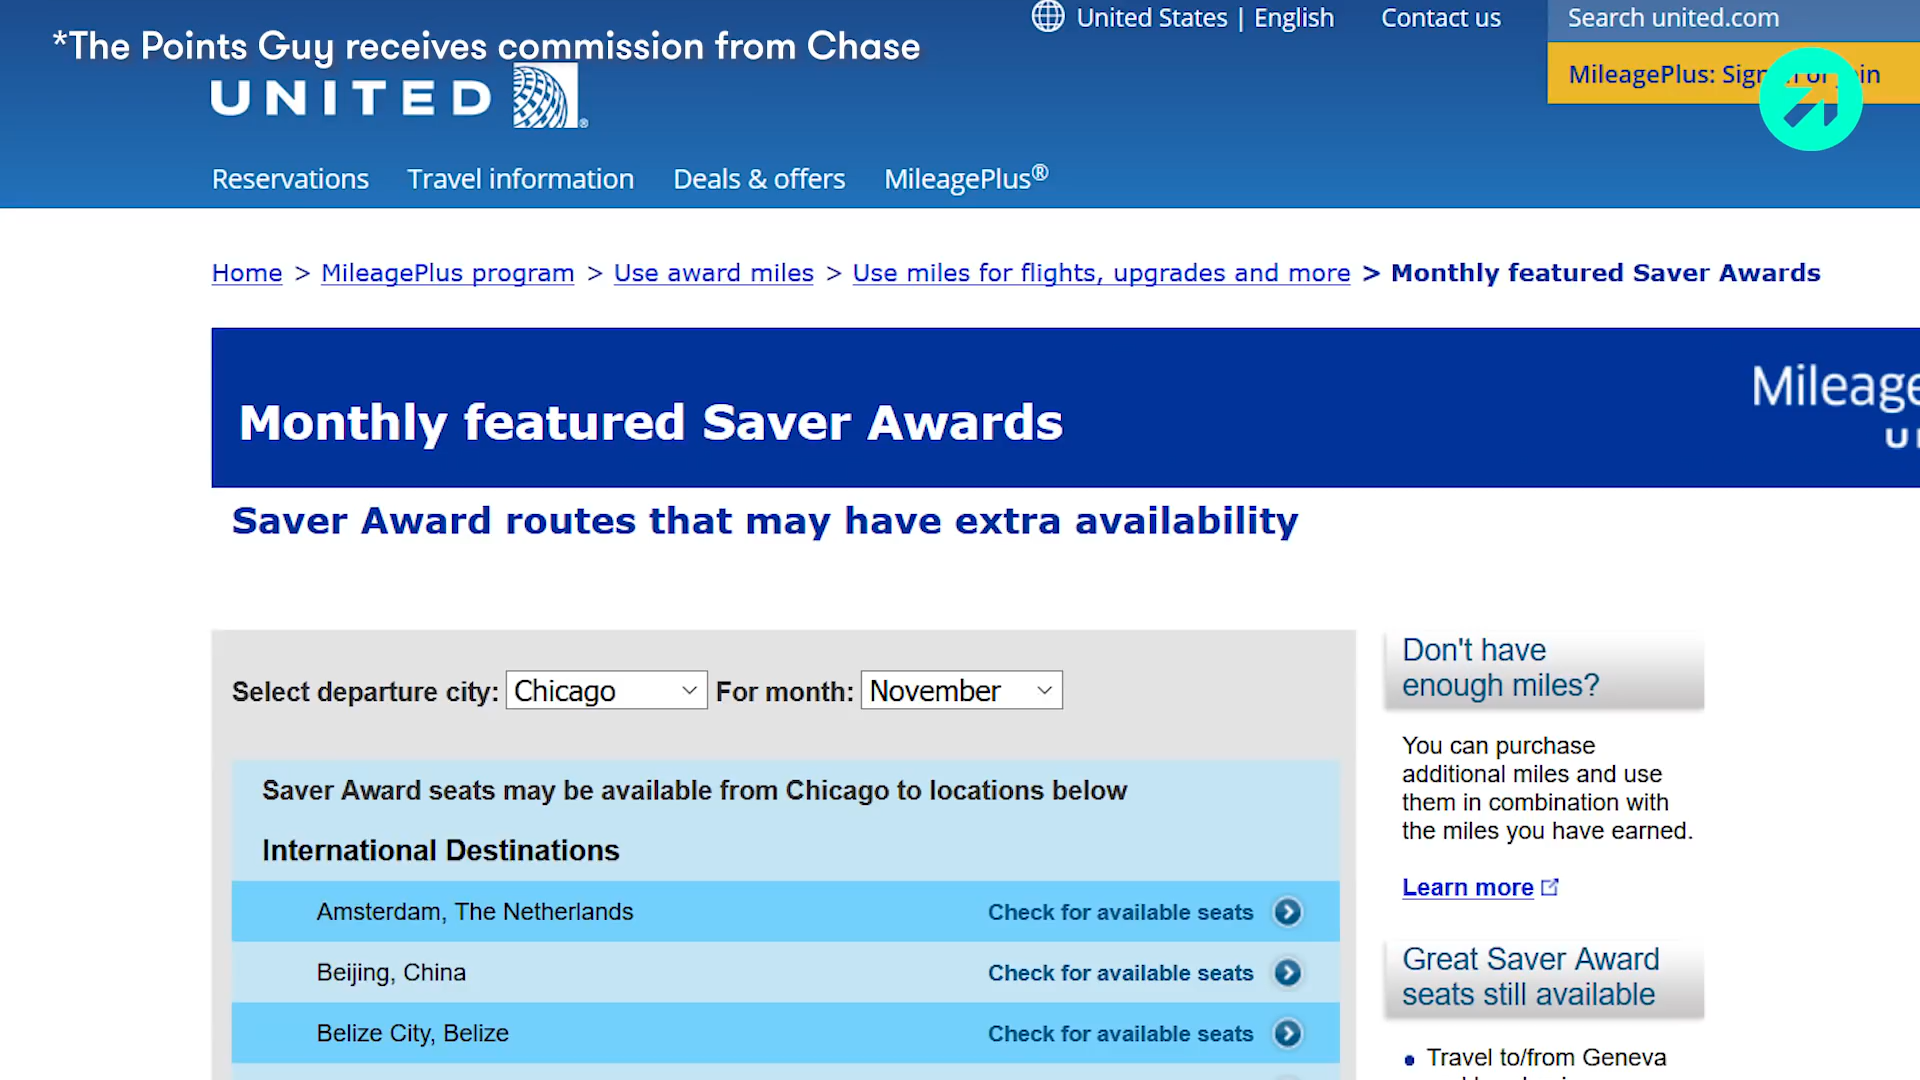 *The Points Guy receives commission from Chase
United States | English
Contact us
Search united.com
MileagePlus: Sign
UNITED
Reservations
Travel information
Deals & offers
MileagePlus®
Home > MileagePlus program > Use award miles > Use miles for flights, upgrades and more > Monthly featured Saver Awards
Monthly featured Saver Awards
Mileage
Saver Award routes that may have extra availability
Select departure city: Chicago For month: November
Saver Award seats may be available from Chicago to locations below
International Destinations
Amsterdam, The Netherlands Check for available seats
Beijing, China Check for available seats
Belize City, Belize Check for available seats
Don't have
enough miles?
You can purchase
additional miles and use
them in combination with
the miles you have earned.
Learn more
Great Saver Award
seats still available
• Travel to/from Geneva